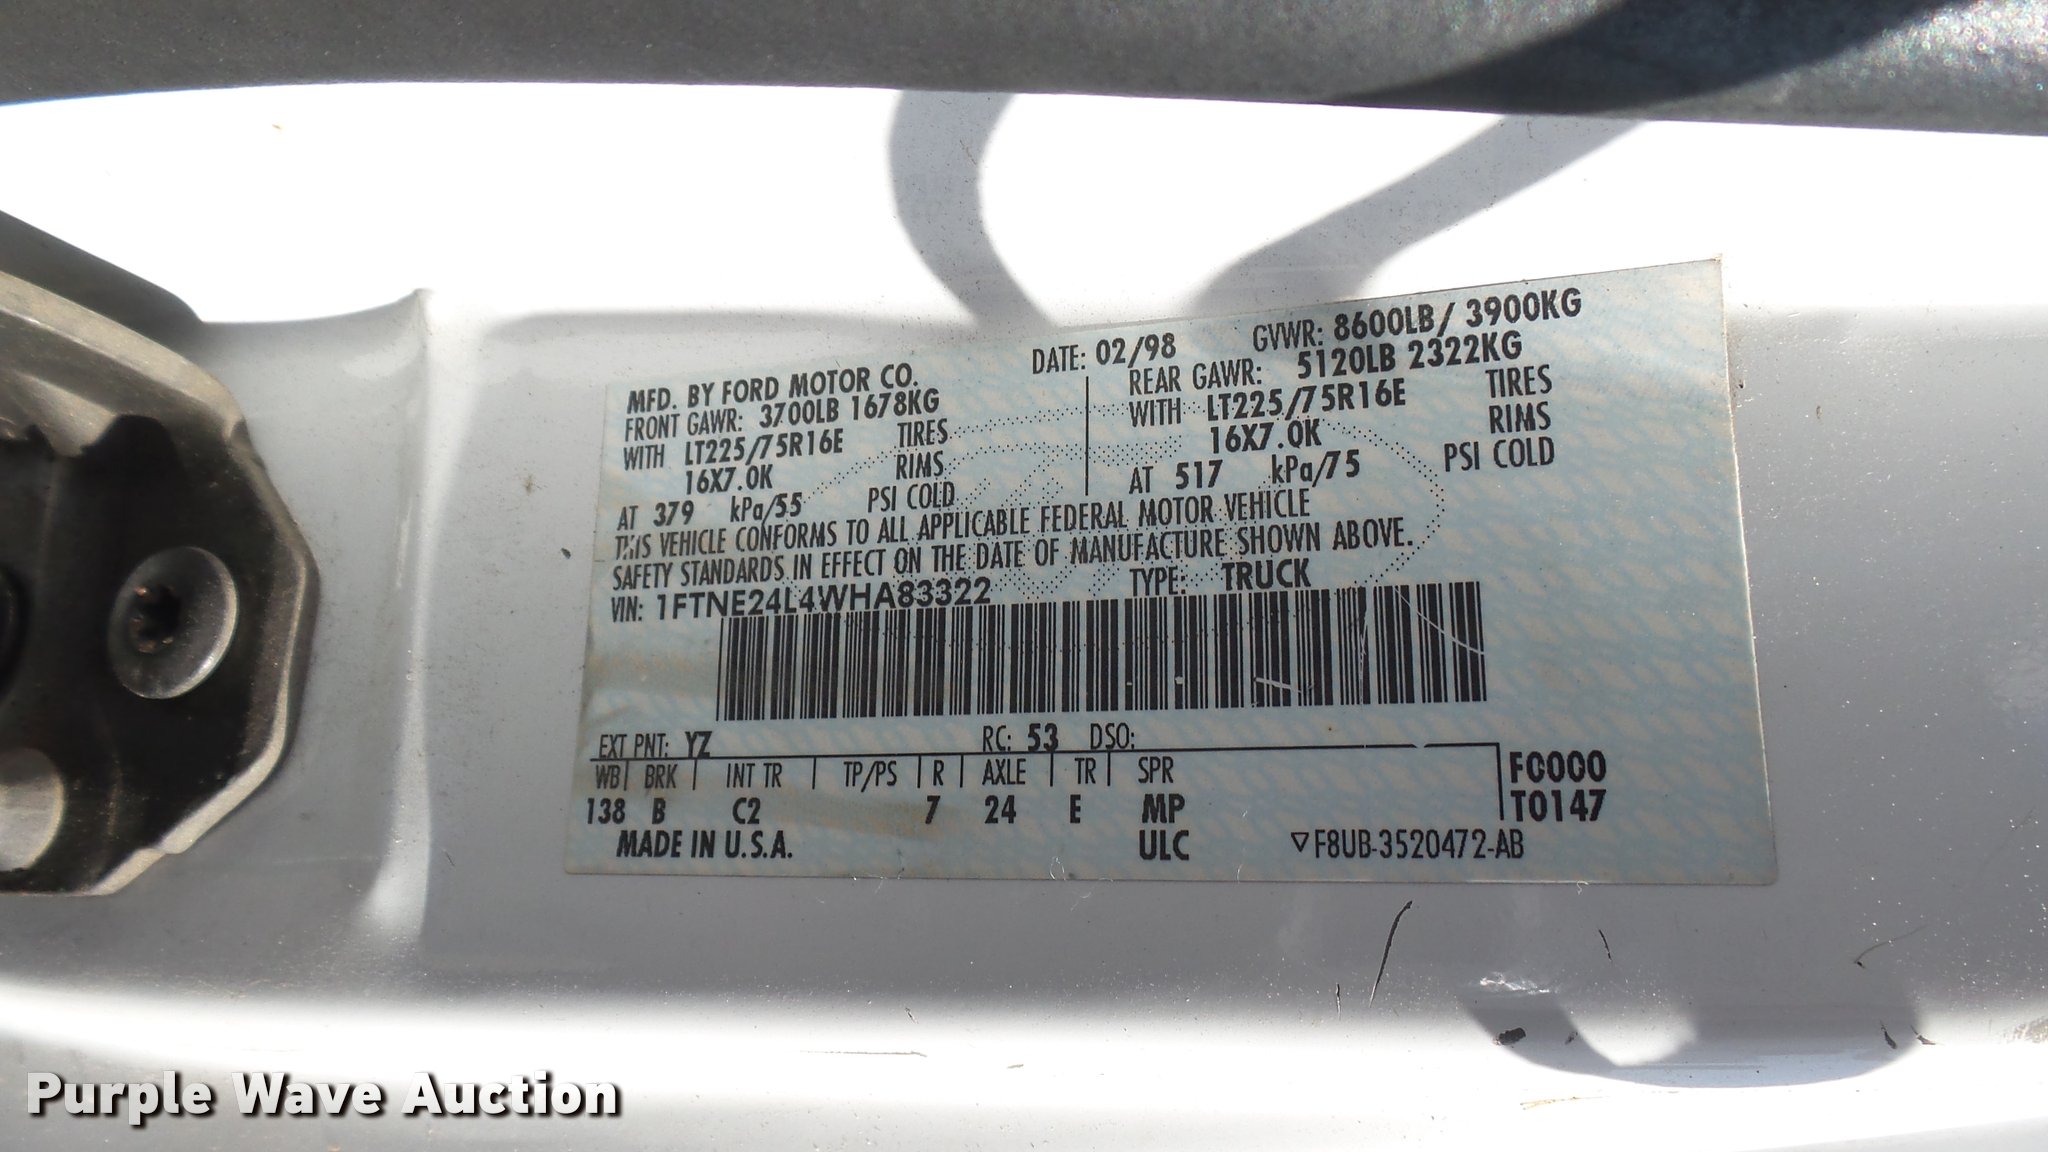 DATE: 02/98 GVWR: 8600LB/ 3900KG
MFD. BY FORD MOTOR CO.
FRONT GAWR: 3700LB 1678KG REAR GAWR: 5120LB 2322KG
WITH LT225/75R16E TIRES WITH LT225/75R16E TIRES
16X7.0K RIMS 16X7.0K RIMS
AT 379 kPa/55 PSI COLD AT 517 kPa/75 PSI COLD
THIS VEHICLE CONFORMS TO ALL APPLICABLE FEDERAL MOTOR VEHICLE
SAFETY STANDARDS IN EFFECT ON THE DATE OF MANUFACTURE SHOWN ABOVE.
VIN: 1FTNE24L4WHA83322 TYPE: TRUCK
EXT PNT: YZ RC: 53 DSO:
WB BRK INT TR TP/PS R AXLE TR SPR F0000
138 B C2 7 24 E MP T0147
MADE IN U.S.A. ULC ▽F8UB-3520472-AB
Purple Wave Auction